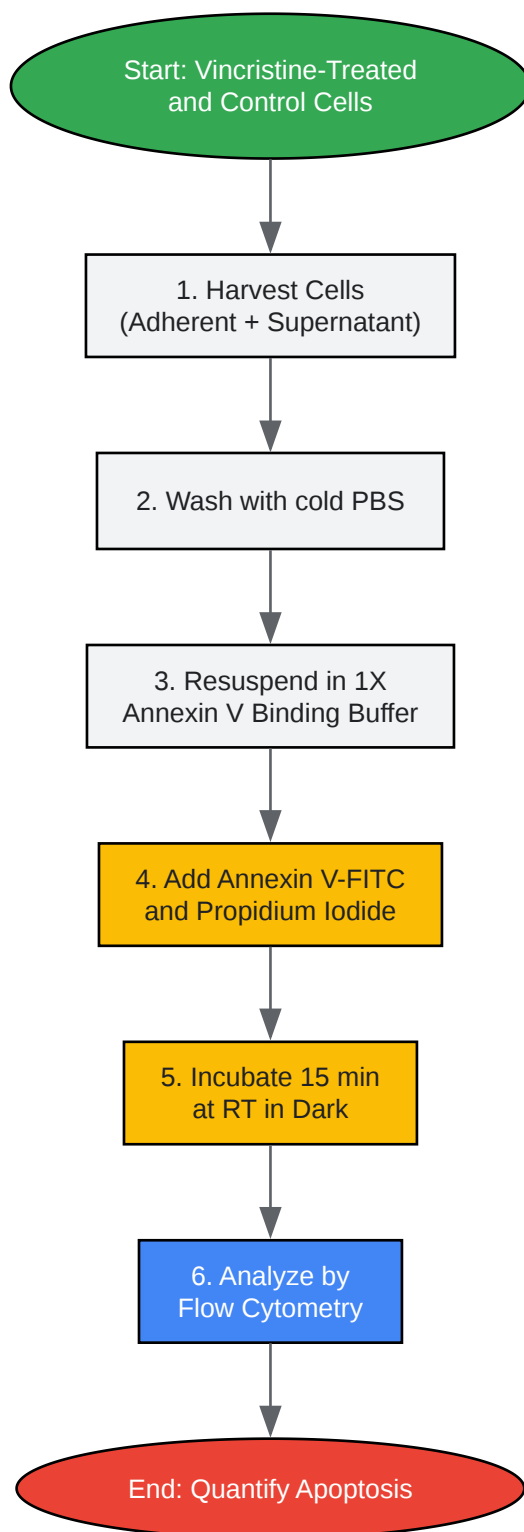 Start: Vincristine-Treated
and Control Cells
1. Harvest Cells
(Adherent + Supernatant)
2. Wash with cold PBS
3. Resuspend in 1X
Annexin V Binding Buffer
4. Add Annexin V-FITC
and Propidium Iodide
5. Incubate 15 min
at RT in Dark
6. Analyze by
Flow Cytometry
End: Quantify Apoptosis